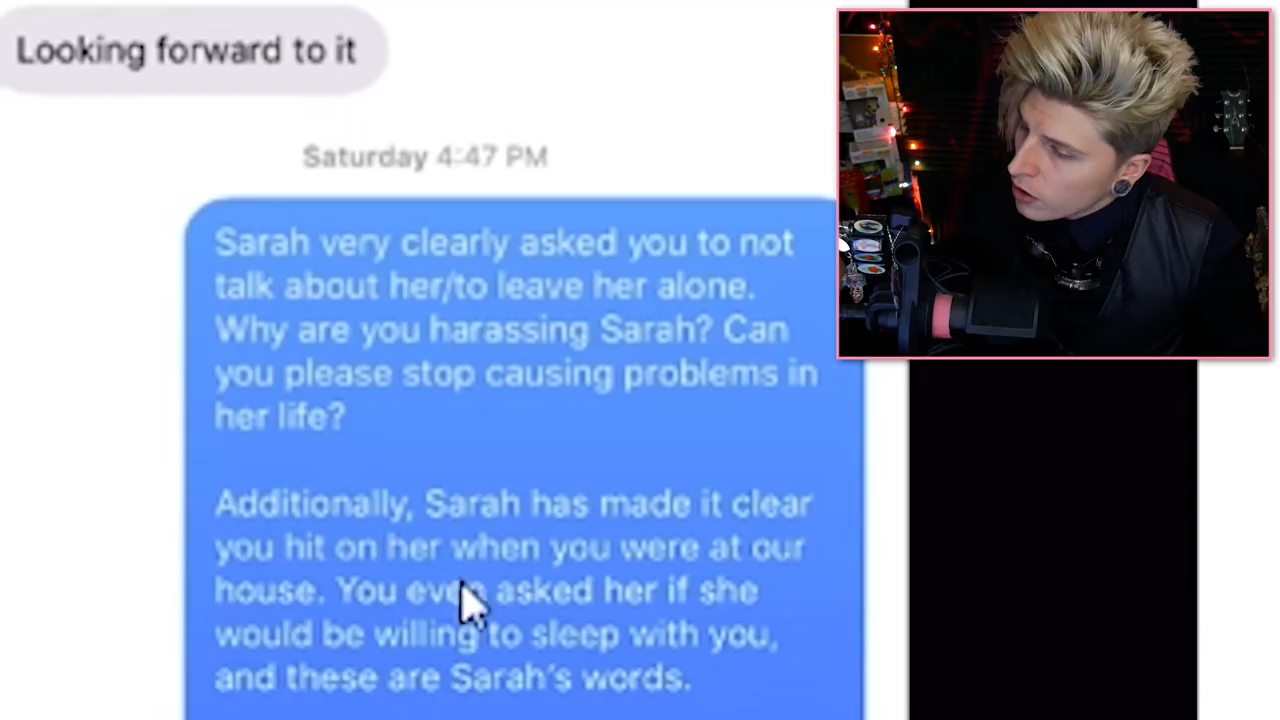 Looking forward to it
Saturday 4:47 PM
Sarah very clearly asked you to not
talk about her/to leave her alone.
Why are you harassing Sarah? Can
you please stop causing problems in
her life?
Additionally, Sarah has made it clear
you hit on her when you were at our
house. You even asked her if she
would be willing to sleep with you,
and these are Sarah's words.